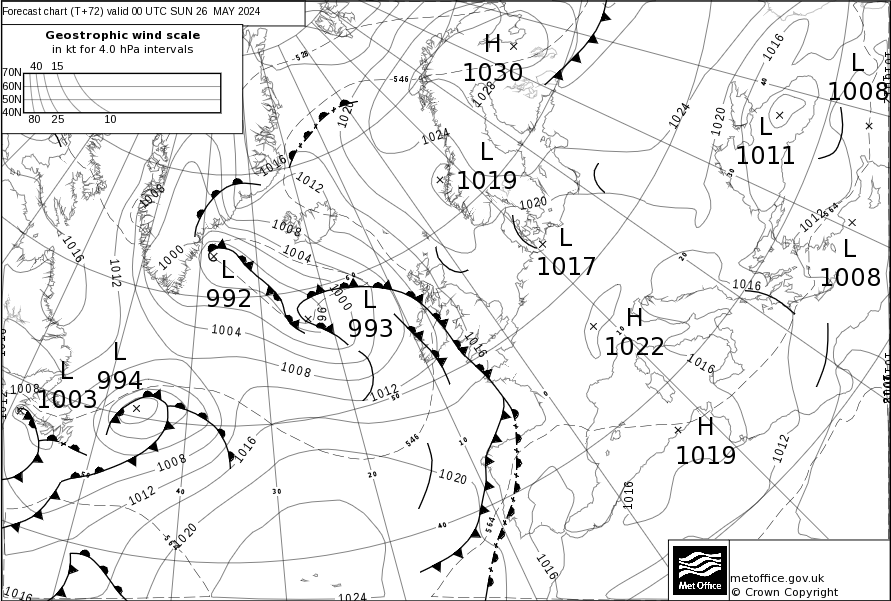 Forecast chart (T+72) valid 00 UTC SUN 26 MAY 2024
Geostrophic wind scale
in kt for 4.0 hPa intervals
40 15
70N
60N
50N
40N
80 25 10
528
546
H
1030
1028
1020
1024
1024
1016
1020
40
L
1008
L
1011
30
L
1019
1016
1012
1008
1020
1012
564
L
1008
1008
1004
1000
1016
1012
L
992
60
1000
996
L
993
L
1017
20
1016
H
1022
10
1004
1016
1016
L
994
1008
1012
50
L
1003
1008
0
1012
546
10
1016
H
1019
1012
1008
1012
40
30
20
1020
1016
564
1020
564
40
1016
1016
1024
Met Office
metoffice.gov.uk
© Crown Copyright